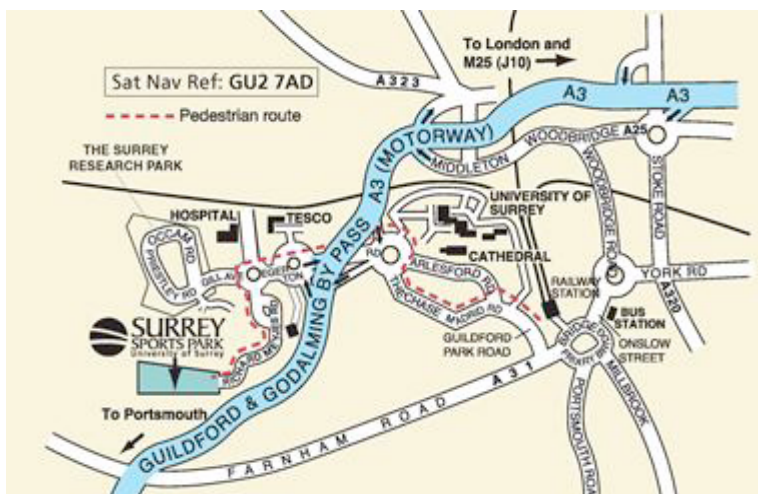 To London and
M25 (J10)
Sat Nav Ref: GU2 7AD
A323
A3
A3
Pedestrian route
A3 (MOTORWAY)
WOODBRIDGE
A25
MIDDLETON
WOODBRIDGE ROAD
STOKE ROAD
THE SURREY
RESEARCH PARK
UNIVERSITY OF
SURREY
HOSPITAL
TESCO
CATHEDRAL
OCCAM RD
PRIESTLEY RD
GILL AV
EGER
TON
RD
ARLESFORD RD
THE CHASE
MADRID RD
RAILWAY
STATION
YORK RD
A320
BUS
STATION
SURREY
SPORTS PARK
University of Surrey
RICHARD MEYJES RD
GUILDFORD
PARK ROAD
BRIDGE ST
ONSLOW
STREET
MILLBROOK
PORTSMOUTH ROAD
To Portsmouth
GUILDFORD & GODALMING BY PASS
FARNHAM ROAD
A31